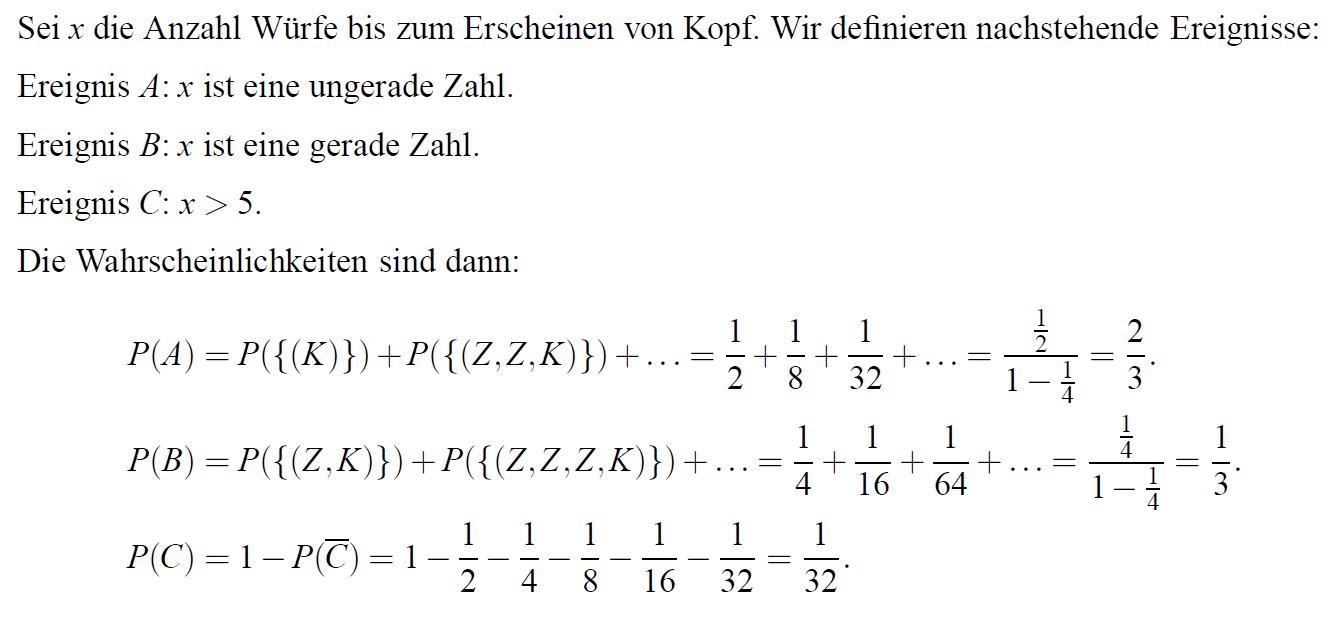 Sei x die Anzahl Würfe bis zum Erscheinen von Kopf. Wir definieren nachstehende Ereignisse:
Ereignis A: x ist eine ungerade Zahl.
Ereignis B: x ist eine gerade Zahl.
Ereignis C: x > 5.
Die Wahrscheinlichkeiten sind dann:
$P(A) = P(\{(K)\}) + P(\{(Z,Z,K)\}) + \ldots = \frac{1}{2} + \frac{1}{8} + \frac{1}{32} + \ldots = \frac{\frac{1}{2}}{1 - \frac{1}{4}} = \frac{2}{3}.$
$P(B) = P(\{(Z,K)\}) + P(\{(Z,Z,Z,K)\}) + \ldots = \frac{1}{4} + \frac{1}{16} + \frac{1}{64} + \ldots = \frac{\frac{1}{4}}{1 - \frac{1}{4}} = \frac{1}{3}.$
$P(C) = 1 - P(\overline{C}) = 1 - \frac{1}{2} - \frac{1}{4} - \frac{1}{8} - \frac{1}{16} - \frac{1}{32} = \frac{1}{32}.$